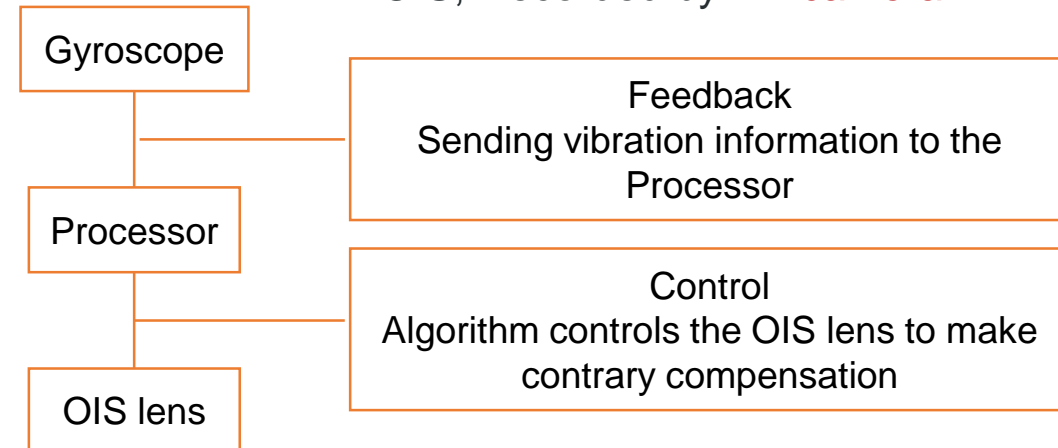 Gyroscope
Feedback
Sending vibration information to the
Processor
Processor
Control
Algorithm controls the OIS lens to make
contrary compensation
OIS lens